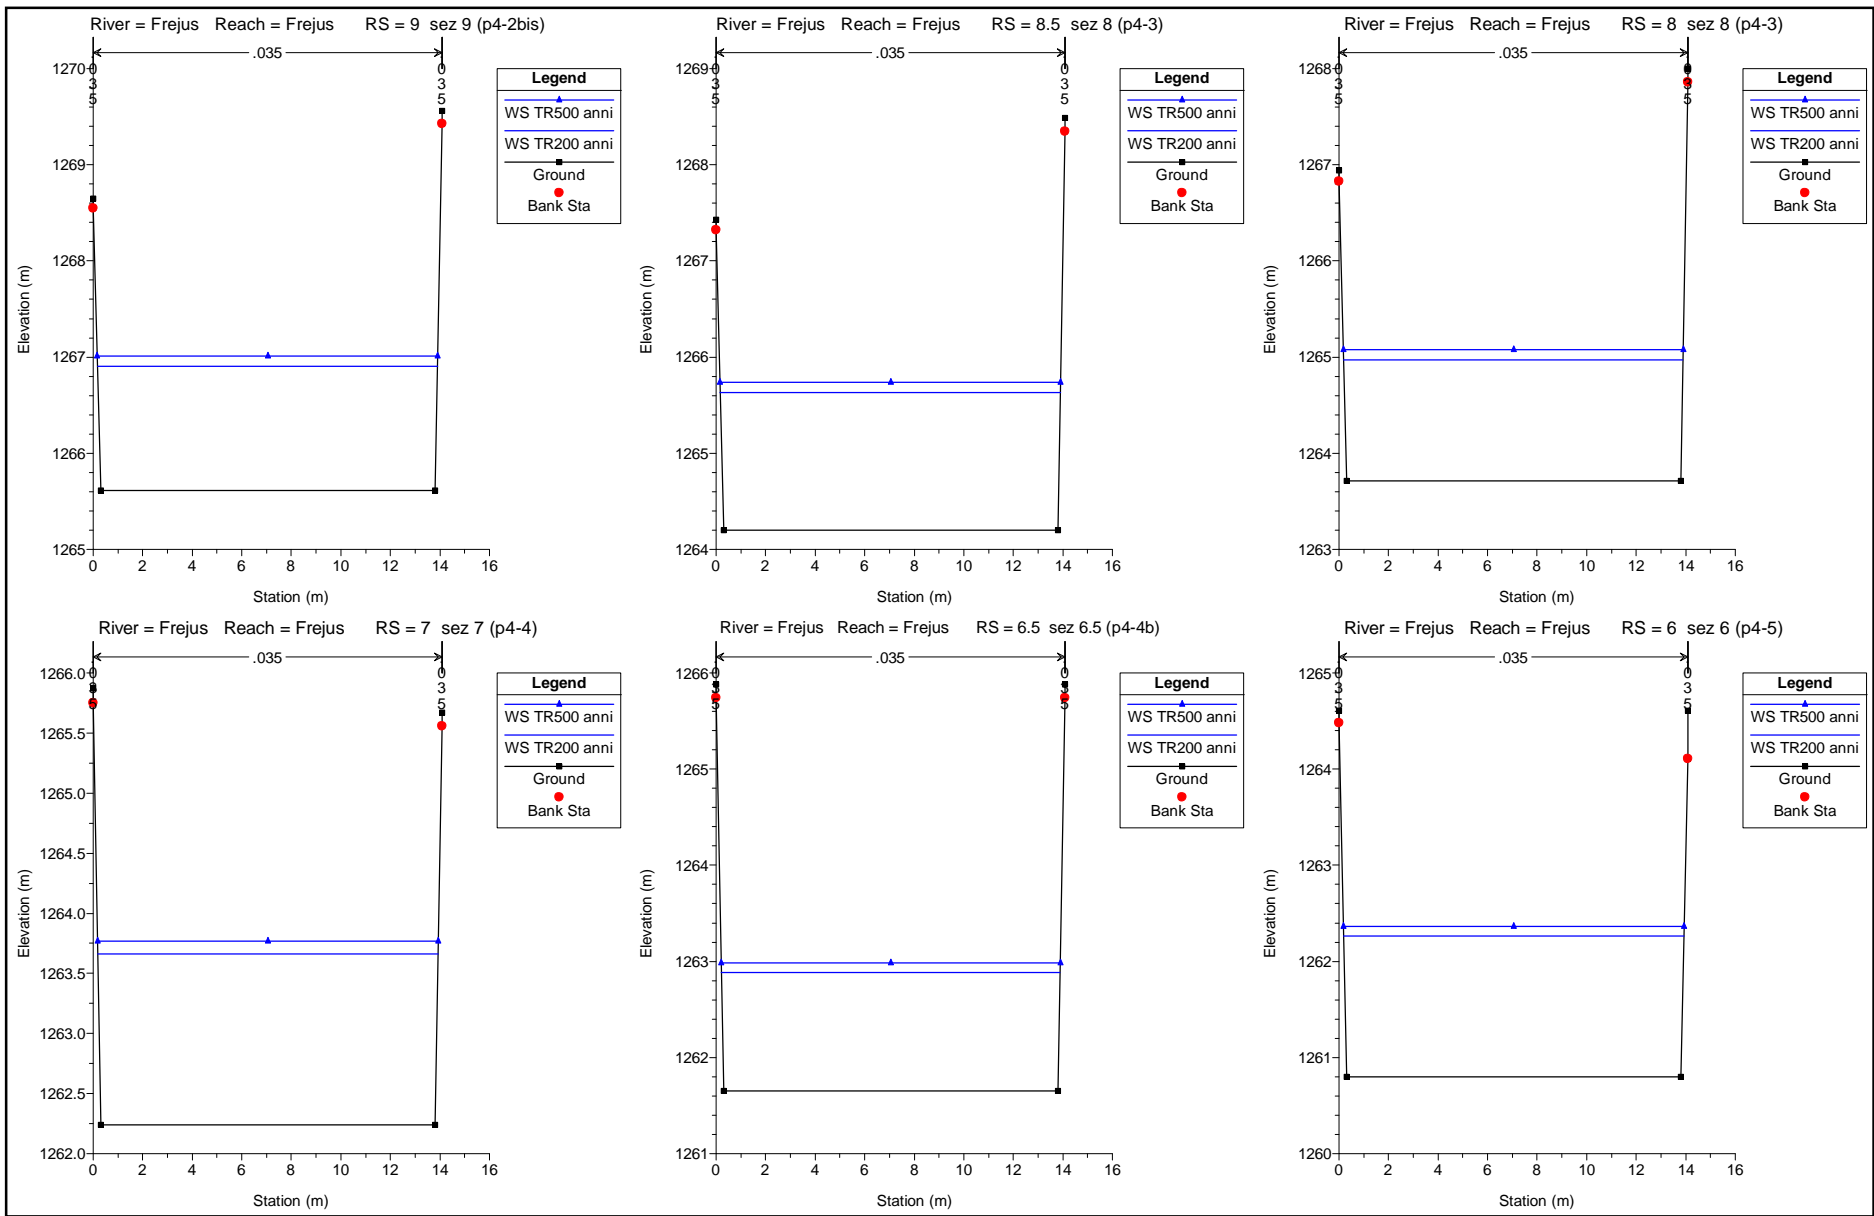 River = Frejus Reach = Frejus RS = 9 sez 9 (p4-2bis)
.035
.035
.035
1270
1269
1268
1267
1266
1265
Elevation (m)
0 2 4 6 8 10 12 14 16
Station (m)
Legend
WS TR500 anni
WS TR200 anni
Ground
Bank Sta
River = Frejus Reach = Frejus RS = 8.5 sez 8 (p4-3)
.035
.035
.035
1269
1268
1267
1266
1265
1264
Elevation (m)
0 2 4 6 8 10 12 14 16
Station (m)
Legend
WS TR500 anni
WS TR200 anni
Ground
Bank Sta
River = Frejus Reach = Frejus RS = 8 sez 8 (p4-3)
.035
.035
.035
1268
1267
1266
1265
1264
1263
Elevation (m)
0 2 4 6 8 10 12 14 16
Station (m)
Legend
WS TR500 anni
WS TR200 anni
Ground
Bank Sta
River = Frejus Reach = Frejus RS = 7 sez 7 (p4-4)
.035
.035
.035
1266.0
1265.5
1265.0
1264.5
1264.0
1263.5
1263.0
1262.5
1262.0
Elevation (m)
0 2 4 6 8 10 12 14 16
Station (m)
Legend
WS TR500 anni
WS TR200 anni
Ground
Bank Sta
River = Frejus Reach = Frejus RS = 6.5 sez 6.5 (p4-4b)
.035
.035
.035
1266
1265
1264
1263
1262
1261
Elevation (m)
0 2 4 6 8 10 12 14 16
Station (m)
Legend
WS TR500 anni
WS TR200 anni
Ground
Bank Sta
River = Frejus Reach = Frejus RS = 6 sez 6 (p4-5)
.035
.035
.035
1265
1264
1263
1262
1261
1260
Elevation (m)
0 2 4 6 8 10 12 14 16
Station (m)
Legend
WS TR500 anni
WS TR200 anni
Ground
Bank Sta